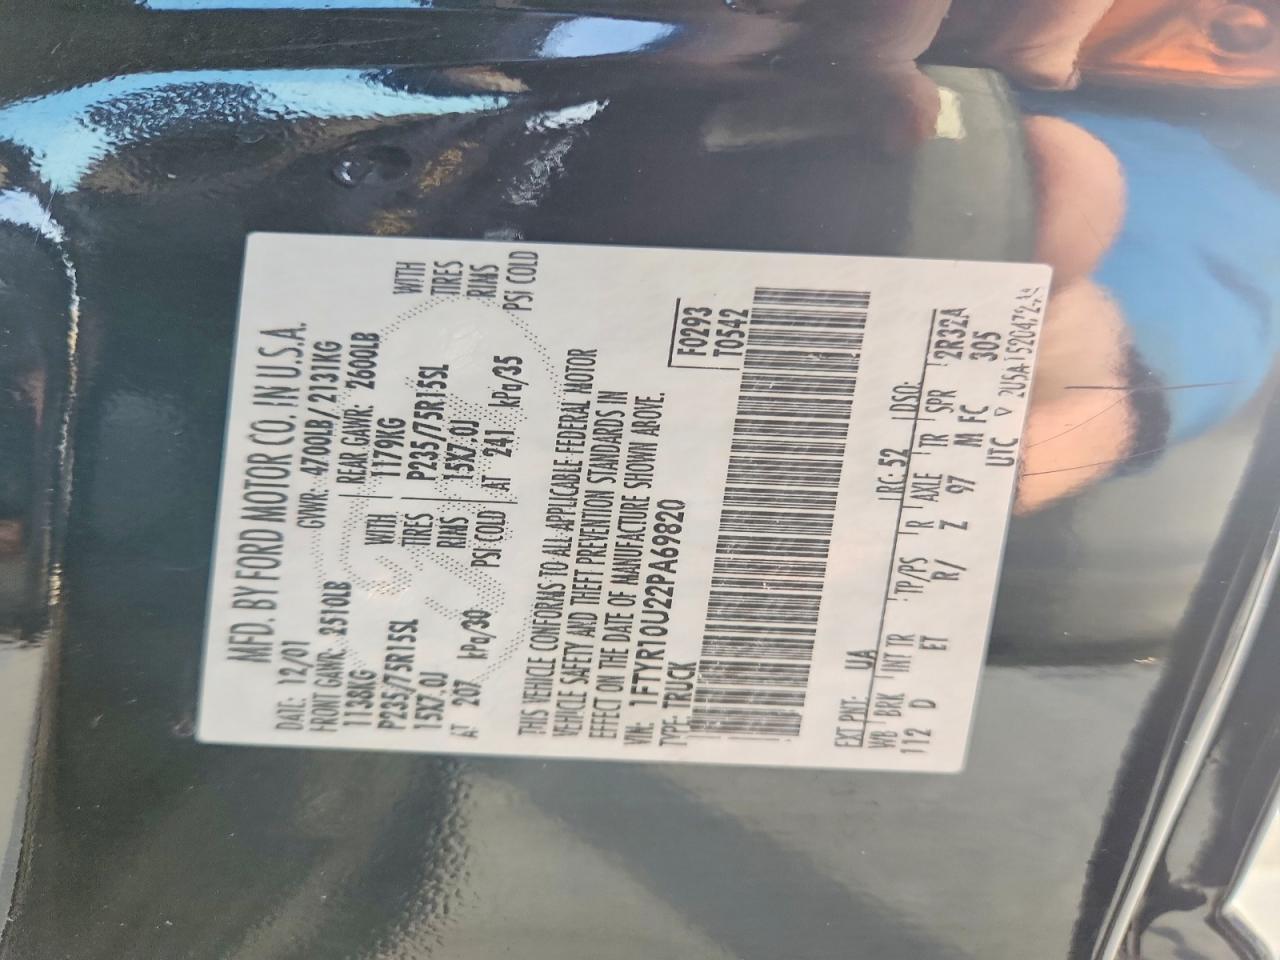 MFD. BY FORD MOTOR CO. IN U.S.A.
DATE: 12/01 GVWR: 4700LB/ 2131KG
FRONT GAWR: 2510LB REAR GAWR: 2600LB
1138KG WITH 1179KG WITH
P235/75R15SL TIRES P235/75R15SL TIRES
15X7.0J RIMS 15X7.0J RIMS
AT 207 kPa/30 PSI COLD AT 241 kPa/35 PSI COLD
THIS VEHICLE CONFORMS TO ALL APPLICABLE FEDERAL MOTOR
VEHICLE SAFETY AND THEFT PREVENTION STANDARDS IN
EFFECT ON THE DATE OF MANUFACTURE SHOWN ABOVE.
VIN: 1FTYR10U22PA69820
TYPE: TRUCK
F0293
T0542
EXT PNT: UA RC: 52 DSO:
WB BRK INT TR TP/PS R AXLE TR SPR 2R32A
112 D ET R/ Z 97 M FC 305
UTC